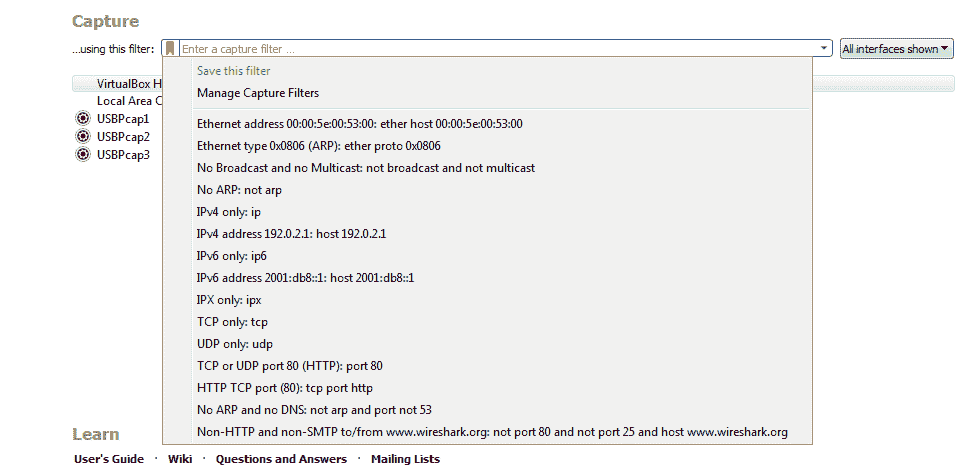 Capture
...using this filter: Enter a capture filter ... All interfaces shown
Save this filter
VirtualBox H
Manage Capture Filters
Local Area C
USBPcap1
Ethernet address 00:00:5e:00:53:00: ether host 00:00:5e:00:53:00
USBPcap2
Ethernet type 0x0806 (ARP): ether proto 0x0806
USBPcap3
No Broadcast and no Multicast: not broadcast and not multicast
No ARP: not arp
IPv4 only: ip
IPv4 address 192.0.2.1: host 192.0.2.1
IPv6 only: ip6
IPv6 address 2001:db8::1: host 2001:db8::1
IPX only: ipx
TCP only: tcp
UDP only: udp
TCP or UDP port 80 (HTTP): port 80
HTTP TCP port (80): tcp port http
No ARP and no DNS: not arp and port not 53
Non-HTTP and non-SMTP to/from www.wireshark.org: not port 80 and not port 25 and host www.wireshark.org
Learn
User's Guide · Wiki · Questions and Answers · Mailing Lists